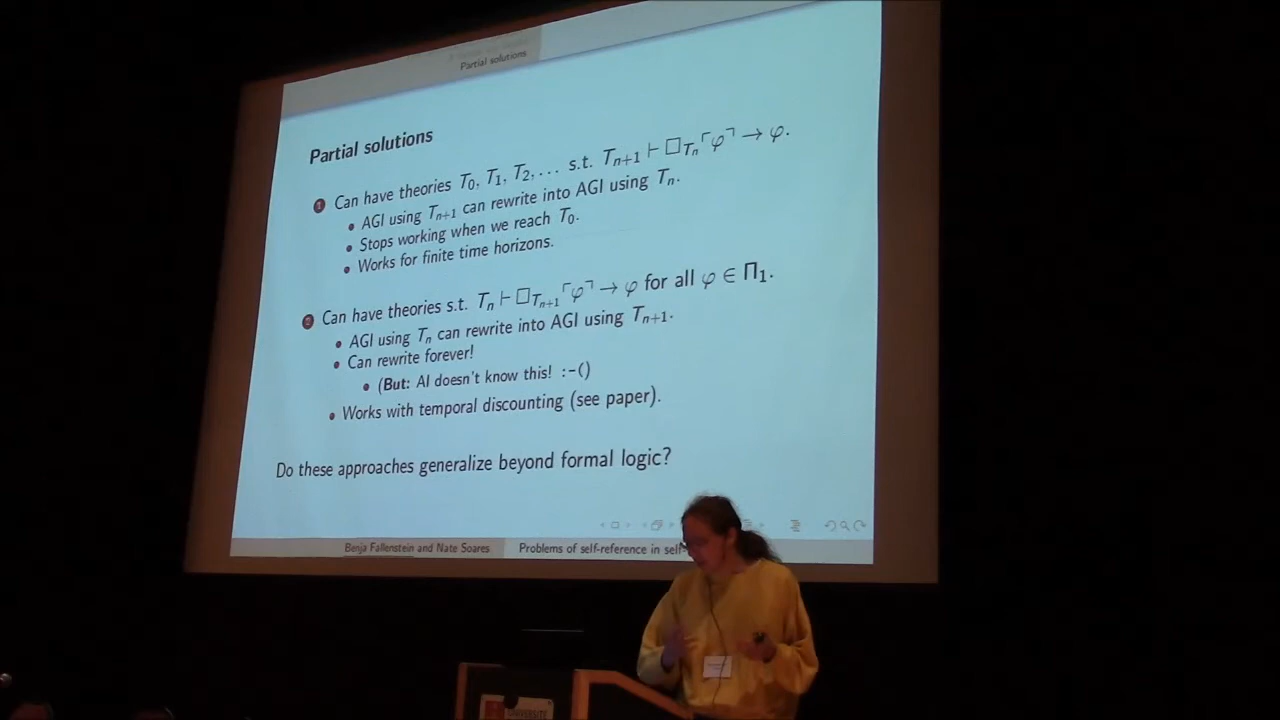 Partial solutions
Partial solutions
1 Can have theories T₀, T₁, T₂, … s.t. Tₙ₊₁ ⊢ □_Tₙ⌜φ⌝ → φ.
• AGI using Tₙ₊₁ can rewrite into AGI using Tₙ.
• Stops working when we reach T₀.
• Works for finite time horizons.
2 Can have theories s.t. Tₙ ⊢ □_Tₙ₊₁⌜φ⌝ → φ for all φ ∈ Π₁.
• AGI using Tₙ can rewrite into AGI using Tₙ₊₁.
• Can rewrite forever!
• (But: AI doesn't know this! :-()
• Works with temporal discounting (see paper).
Do these approaches generalize beyond formal logic?
Benja Fallenstein and Nate Soares Problems of self-reference in self-